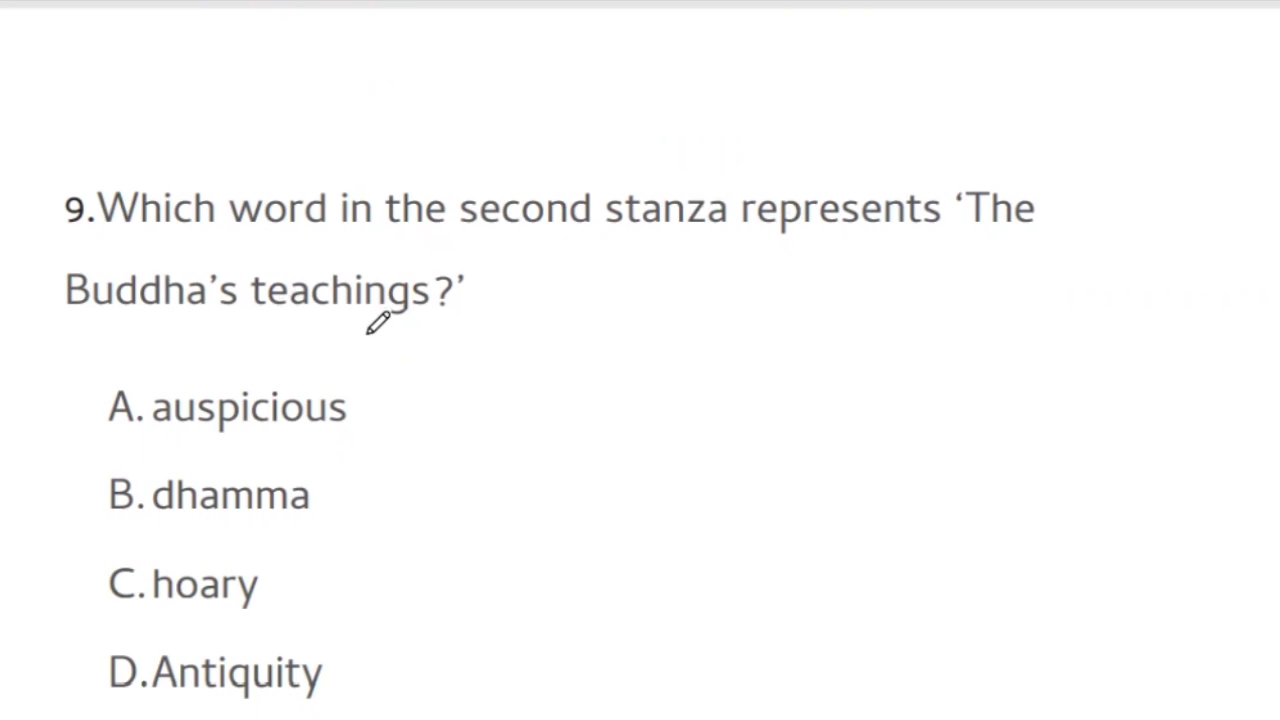 9.Which word in the second stanza represents ‘The
Buddha’s teachings?’
A. auspicious
B. dhamma
C. hoary
D.Antiquity